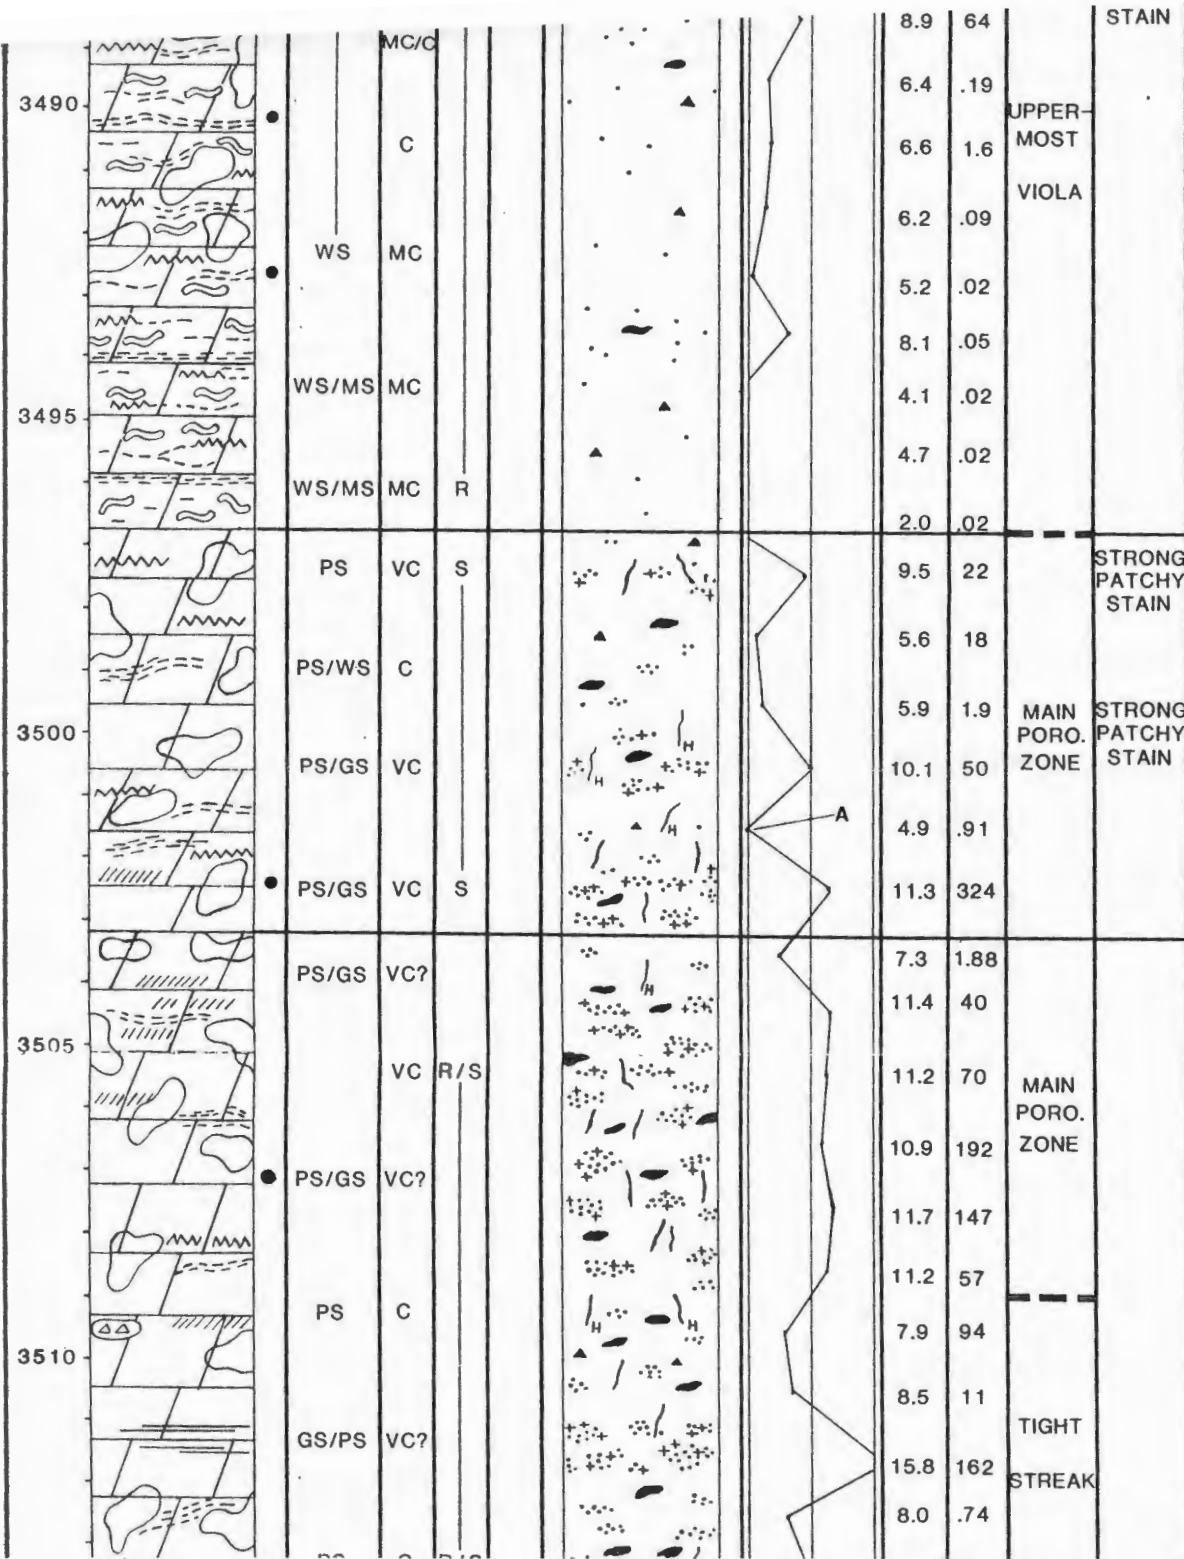 8.9 64 STAIN
MC/C
6.4 .19
3490 UPPER-
C 6.6 1.6 MOST
VIOLA
6.2 .09
WS MC
5.2 .02
8.1 .05
WS/MS MC 4.1 .02
3495
4.7 .02
WS/MS MC R
2.0 .02
PS VC S 9.5 22 STRONG
PATCHY
STAIN
5.6 18
PS/WS C
5.9 1.9 MAIN STRONG
3500 H PORO. PATCHY
PS/GS VC H 10.1 50 ZONE STAIN
A
H 4.9 .91
PS/GS VC S 11.3 324
7.3 1.88
PS/GS VC? H
11.4 40
3505
VC R/S 11.2 70 MAIN
PORO.
10.9 192 ZONE
PS/GS VC?
11.7 147
11.2 57
PS C
H H 7.9 94
3510
8.5 11
TIGHT
GS/PS VC?
15.8 162
STREAK
8.0 .74